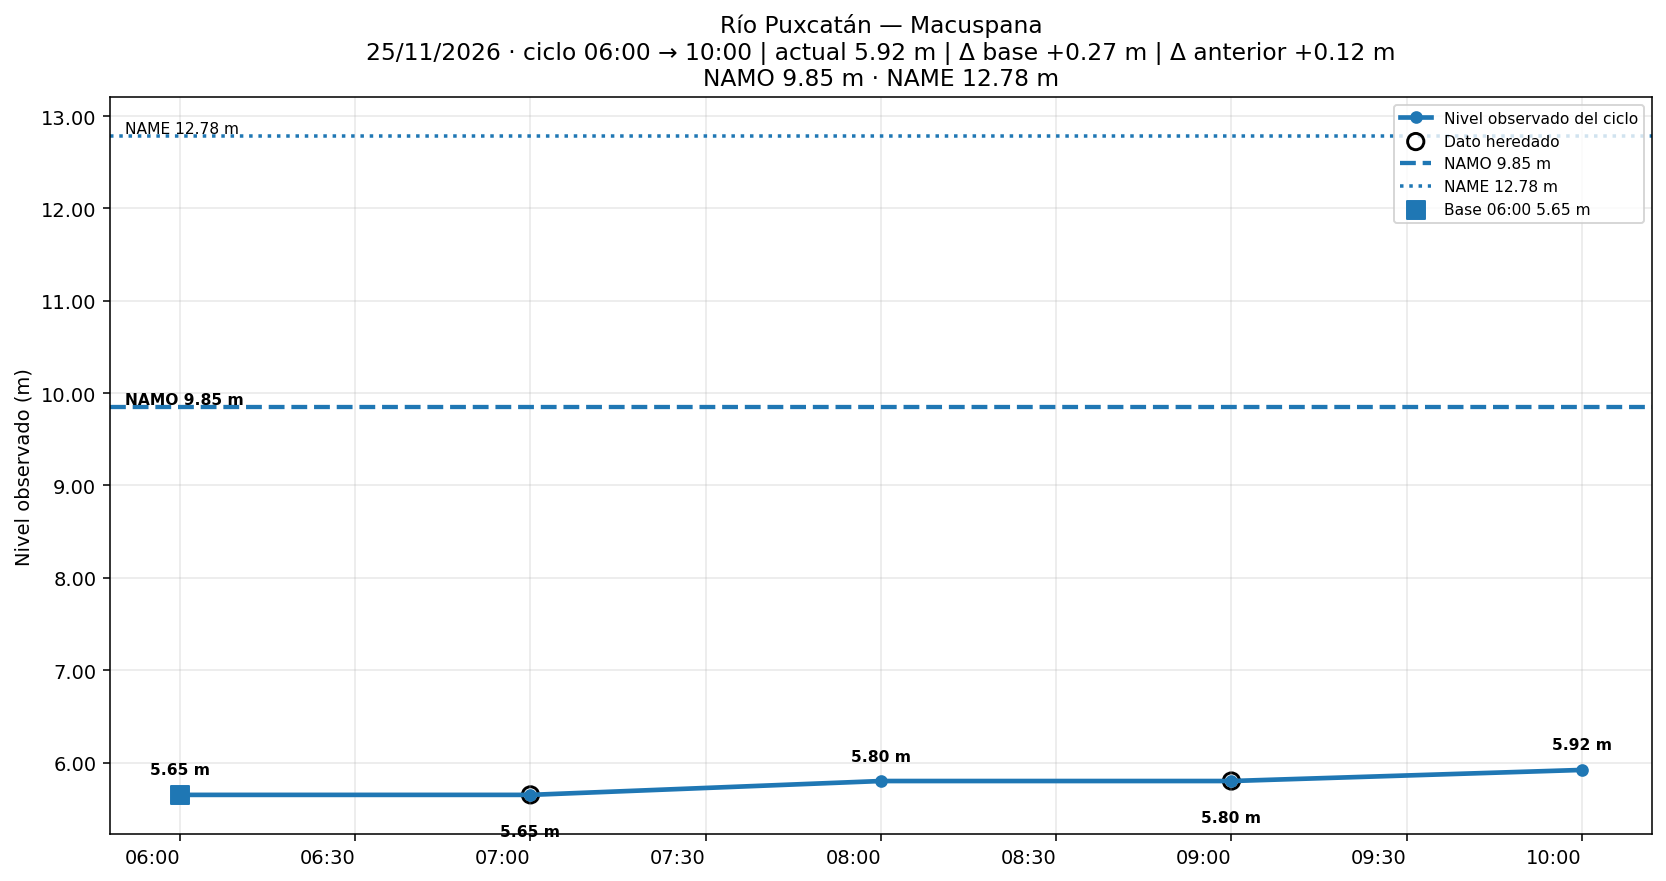 Río Puxcatán — Macuspana
25/11/2026 · ciclo 06:00 → 10:00 | actual 5.92 m | Δ base +0.27 m | Δ anterior +0.12 m
NAMO 9.85 m · NAME 12.78 m
Nivel observado (m)
13.00
12.00
11.00
10.00
9.00
8.00
7.00
6.00
NAME 12.78 m
NAMO 9.85 m
Nivel observado del ciclo
Dato heredado
NAMO 9.85 m
NAME 12.78 m
Base 06:00 5.65 m
5.65 m
5.65 m
5.80 m
5.80 m
5.92 m
06:00
06:30
07:00
07:30
08:00
08:30
09:00
09:30
10:00